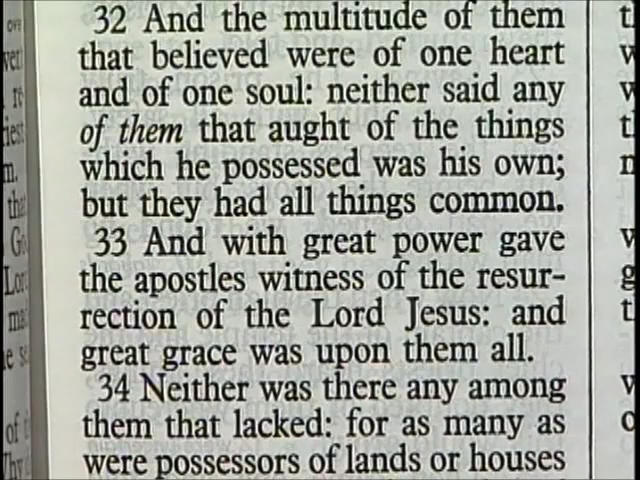 32 And the multitude of them
that believed were of one heart
and of one soul: neither said any
of them that aught of the things
which he possessed was his own;
but they had all things common.
33 And with great power gave
the apostles witness of the resur-
rection of the Lord Jesus: and
great grace was upon them all.
34 Neither was there any among
them that lacked: for as many as
were possessors of lands or houses